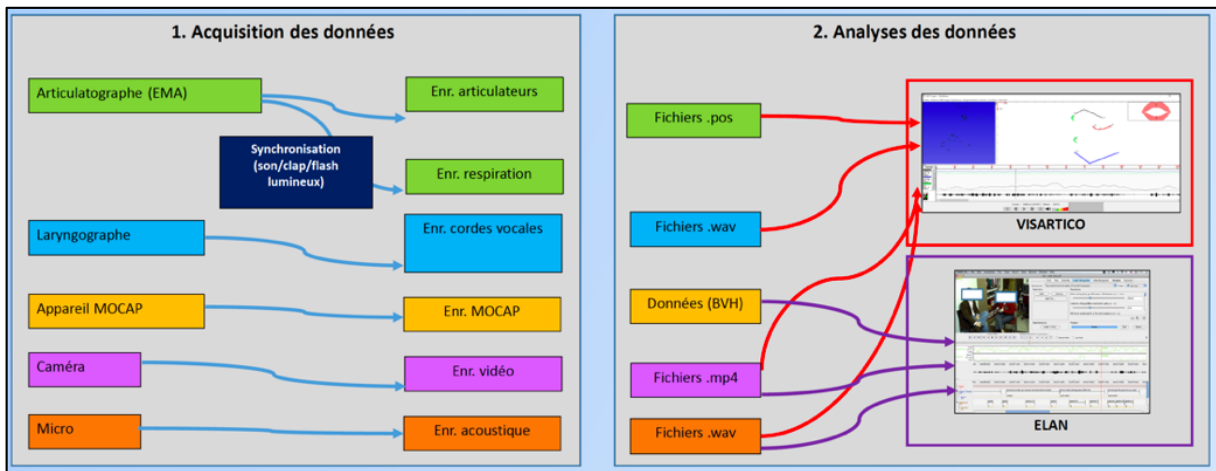 1. Acquisition des données
Articulatographe (EMA)
Enr. articulateurs
Synchronisation
(son/clap/flash
lumineux)
Enr. respiration
Laryngographe
Enr. cordes vocales
Appareil MOCAP
Enr. MOCAP
Caméra
Enr. vidéo
Micro
Enr. acoustique
2. Analyses des données
Fichiers .pos
Fichiers .wav
Données (BVH)
Fichiers .mp4
Fichiers .wav
VISARTICO
ELAN